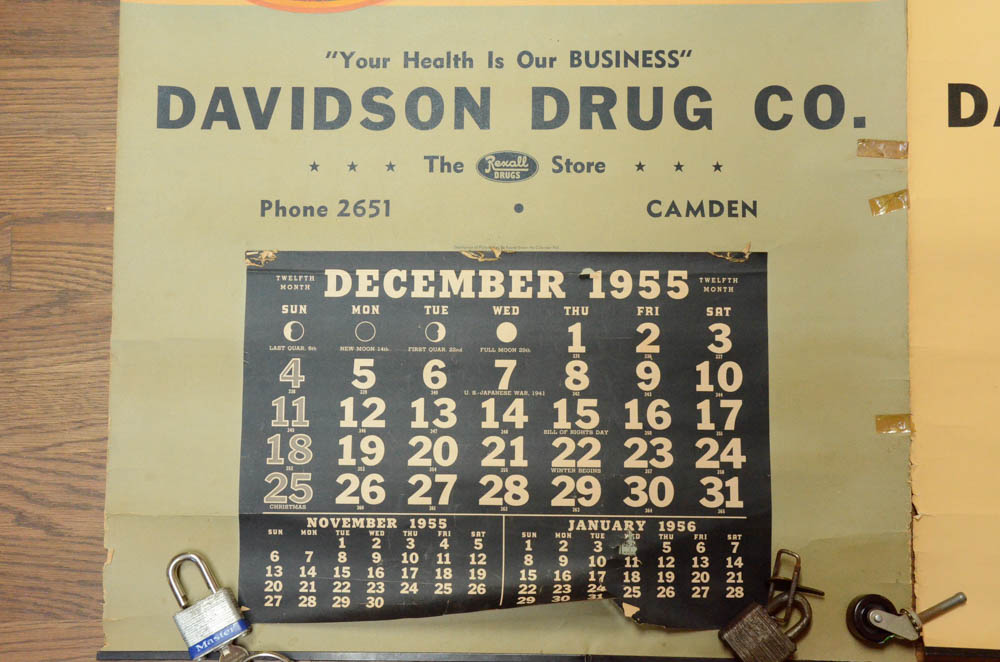 "Your Health Is Our BUSINESS"
DAVIDSON DRUG CO.
The Rexall DRUGS Store
Phone 2651 • CAMDEN
TWELFTH MONTH DECEMBER 1955 TWELFTH MONTH
SUN MON TUE WED THU FRI SAT
LAST QUAR. 6th NEW MOON 14th. FIRST QUAR. 22nd FULL MOON 29th 1 2 3
4 5 6 7 8 9 10
U. S.-JAPANESE WAR, 1941
11 12 13 14 15 16 17
BILL OF RIGHTS DAY
18 19 20 21 22 23 24
WINTER BEGINS
25 26 27 28 29 30 31
CHRISTMAS
NOVEMBER 1955
SUN MON TUE WED THU FRI SAT
1 2 3 4 5
6 7 8 9 10 11 12
13 14 15 16 17 18 19
20 21 22 23 24 25 26
27 28 29 30
JANUARY 1956
SUN MON TUE WED THU FRI SAT
1 2 3 5 6 7
8 9 10 11 12 13 14
15 16 17 18 19 20 21
22 23 24 25 26 27 28
29 30 31
Master
DA